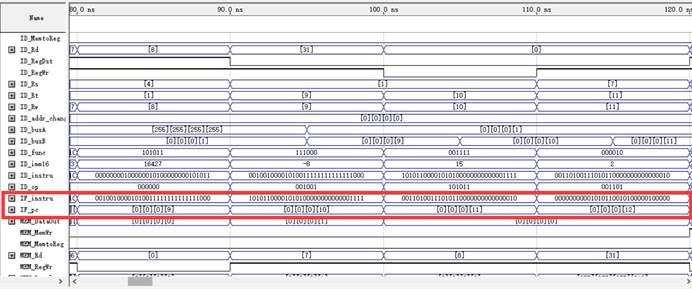 Name 80.0 ns 90.0 ns 100.0 ns 110.0 ns 120.0 ns
ID_MemtoReg
ID_Rd [8] [31] [0]
ID_RegDst
ID_RegWr
ID_Rs [4] [1] [7]
ID_Rt [1] [9] [10] [11]
ID_Rw [8] [9] [10] [11]
ID_addr_chang [0][0][0][0]
ID_busA [255][255][255][255] [0][0][0][1]
ID_busB [0][0][0][1] [0][0][0][9] [0][0][0][10] [0][0][0][11]
ID_func 101011 111000 001111 000010
ID_imm16 16427 -8 15 2
ID_instru 00000000100000010100000000101011 00100100001010011111111111111000 10101100001010100000000000001111 00110100111010110000000000000010
ID_op 000000 001001 101011 001101
IF_instru 00100100001010011111111111111000 10101100001010100000000000001111 00110100111010110000000000000010
IF_pc [0][0][0][9] [0][0][0][10] [0][0][0][11] [0][0][0][12]
MEM_DataOut [0][0][0][1] [0][0][0][1] [0][0][0][0]
MEM_MemWr
MEM_MemtoReg
MEM_Rd [0] [7] [8] [31]
MEM_RegWr